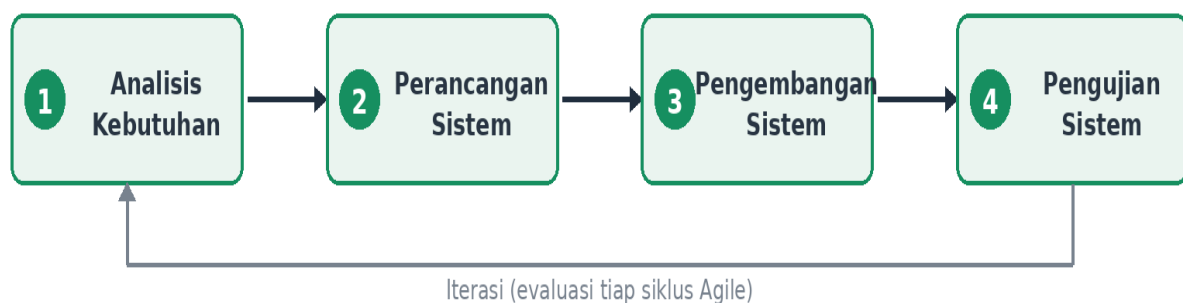 1
Analisis
Kebutuhan
2
Perancangan
Sistem
3
Pengembangan
Sistem
4
Pengujian
Sistem
Iterasi (evaluasi tiap siklus Agile)